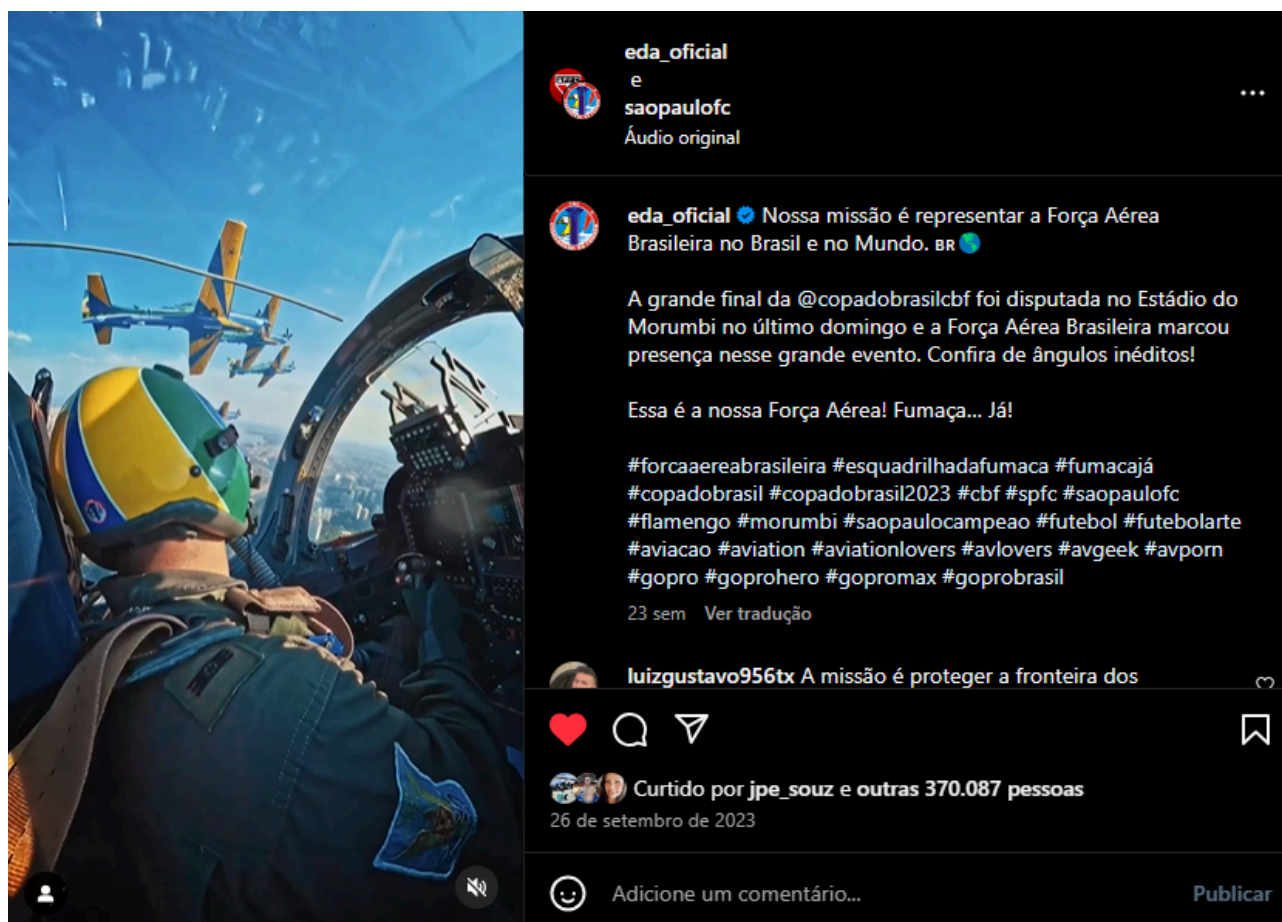 eda_oficial
e
saopaulofc
Áudio original
eda_oficial Nossa missão é representar a Força Aérea
Brasileira no Brasil e no Mundo. BR
A grande final da @copadobrasilcbf foi disputada no Estádio do
Morumbi no último domingo e a Força Aérea Brasileira marcou
presença nesse grande evento. Confira de ângulos inéditos!
Essa é a nossa Força Aérea! Fumaça... Já!
#forcaaereabrasileira #esquadrilhadafumaca #fumacajá
#copadobrasil #copadobrasil2023 #cbf #spfc #saopaulofc
#flamengo #morumbi #saopaulocampeao #futebol #futebolarte
#aviacao #aviation #aviationlovers #avlovers #avgeek #avporn
#gopro #goprohero #gopromax #goprobrasil
23 sem Ver tradução
luizgustavo956tx A missão é proteger a fronteira dos
Curtido por jpe_souz e outras 370.087 pessoas
26 de setembro de 2023
Adicione um comentário... Publicar